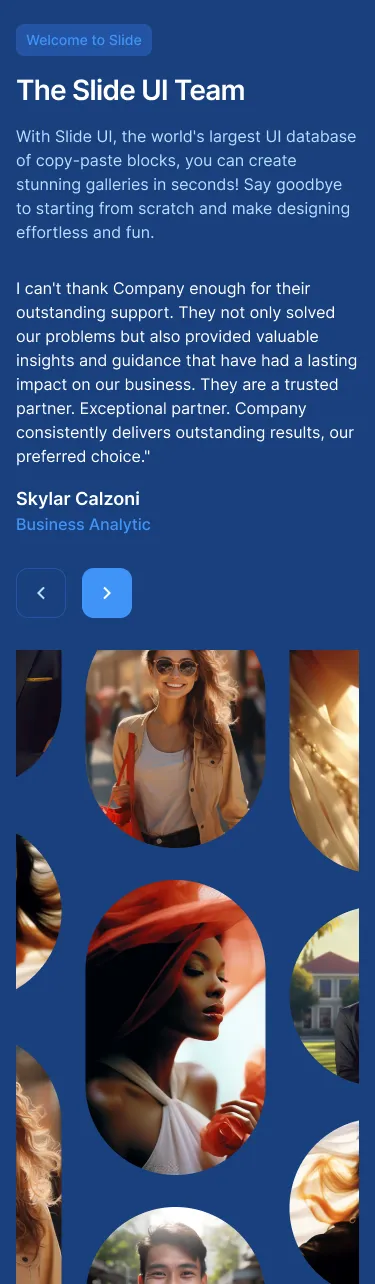 Welcome to Slide
The Slide UI Team
With Slide UI, the world's largest UI database
of copy-paste blocks, you can create
stunning galleries in seconds! Say goodbye
to starting from scratch and make designing
effortless and fun.
I can't thank Company enough for their
outstanding support. They not only solved
our problems but also provided valuable
insights and guidance that have had a lasting
impact on our business. They are a trusted
partner. Exceptional partner. Company
consistently delivers outstanding results, our
preferred choice."
Skylar Calzoni
Business Analytic